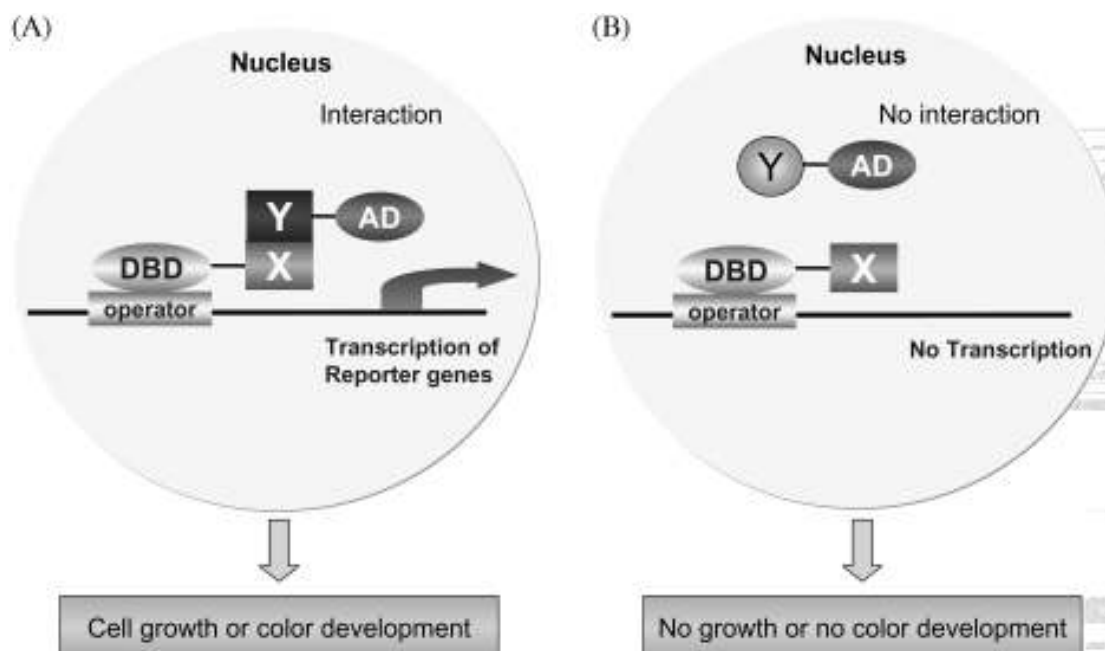 (A)
Nucleus
Interaction
Y
AD
DBD
X
operator
Transcription of
Reporter genes
Cell growth or color development
(B)
Nucleus
No interaction
Y
AD
DBD
X
operator
No Transcription
No growth or no color development